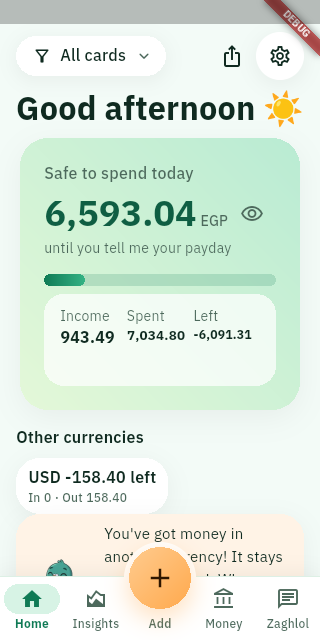 DEBUG
All cards
Good afternoon ☀️
Safe to spend today
6,593.04 EGP
until you tell me your payday
Income Spent Left
943.49 7,034.80 -6,091.31
Other currencies
USD -158.40 left
In 0 · Out 158.40
You've got money in
It stays
Home Insights Add Money Zaghlol